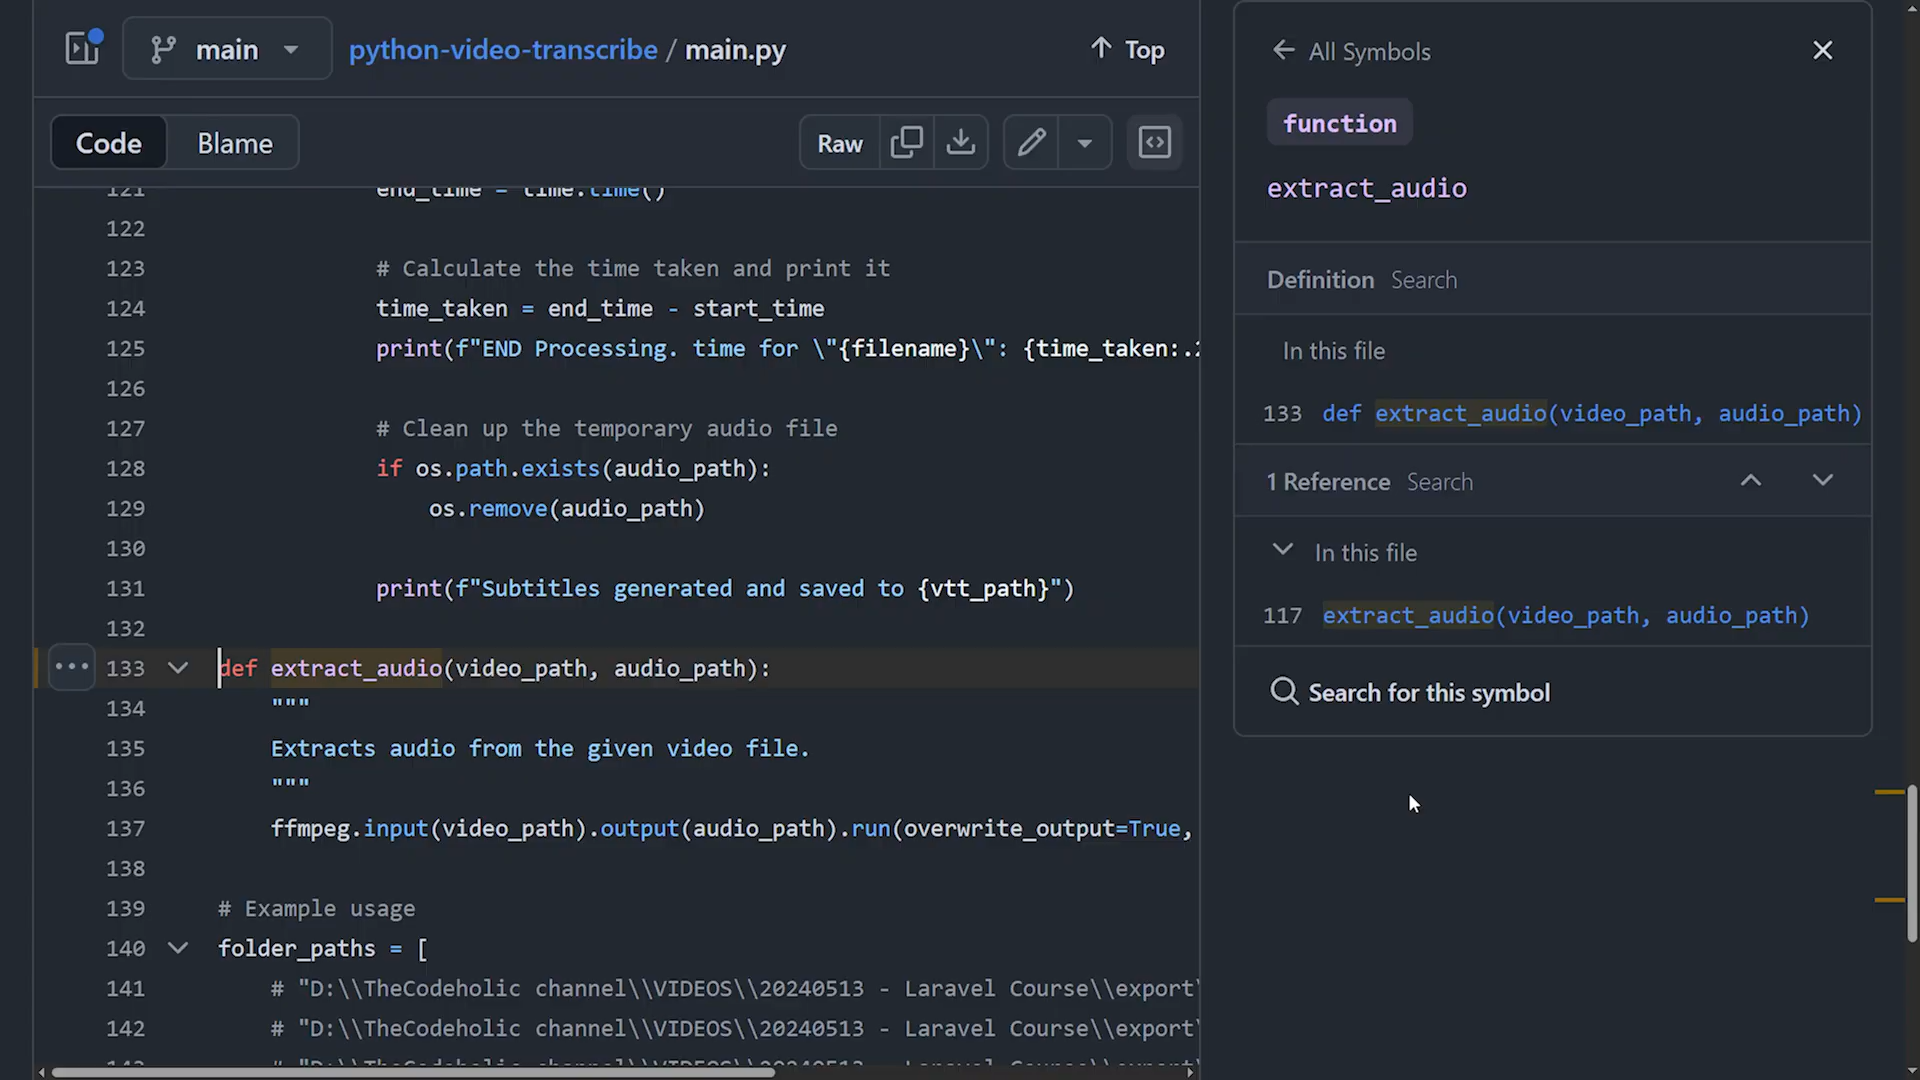 main
python-video-transcribe / main.py
Top
Code
Blame
Raw
121 end_time = time.time()
122
123 # Calculate the time taken and print it
124 time_taken = end_time - start_time
125 print(f"END Processing. time for \"{filename}\": {time_taken:.2
126
127 # Clean up the temporary audio file
128 if os.path.exists(audio_path):
129 os.remove(audio_path)
130
131 print(f"Subtitles generated and saved to {vtt_path}")
132
133 def extract_audio(video_path, audio_path):
134 """
135 Extracts audio from the given video file.
136 """
137 ffmpeg.input(video_path).output(audio_path).run(overwrite_output=True,
138
139 # Example usage
140 folder_paths = [
141 # "D:\\TheCodeholic channel\\VIDEOS\\20240513 - Laravel Course\\export\
142 # "D:\\TheCodeholic channel\\VIDEOS\\20240513 - Laravel Course\\export\
All Symbols
function
extract_audio
Definition Search
In this file
133 def extract_audio(video_path, audio_path)
1 Reference Search
In this file
117 extract_audio(video_path, audio_path)
Search for this symbol